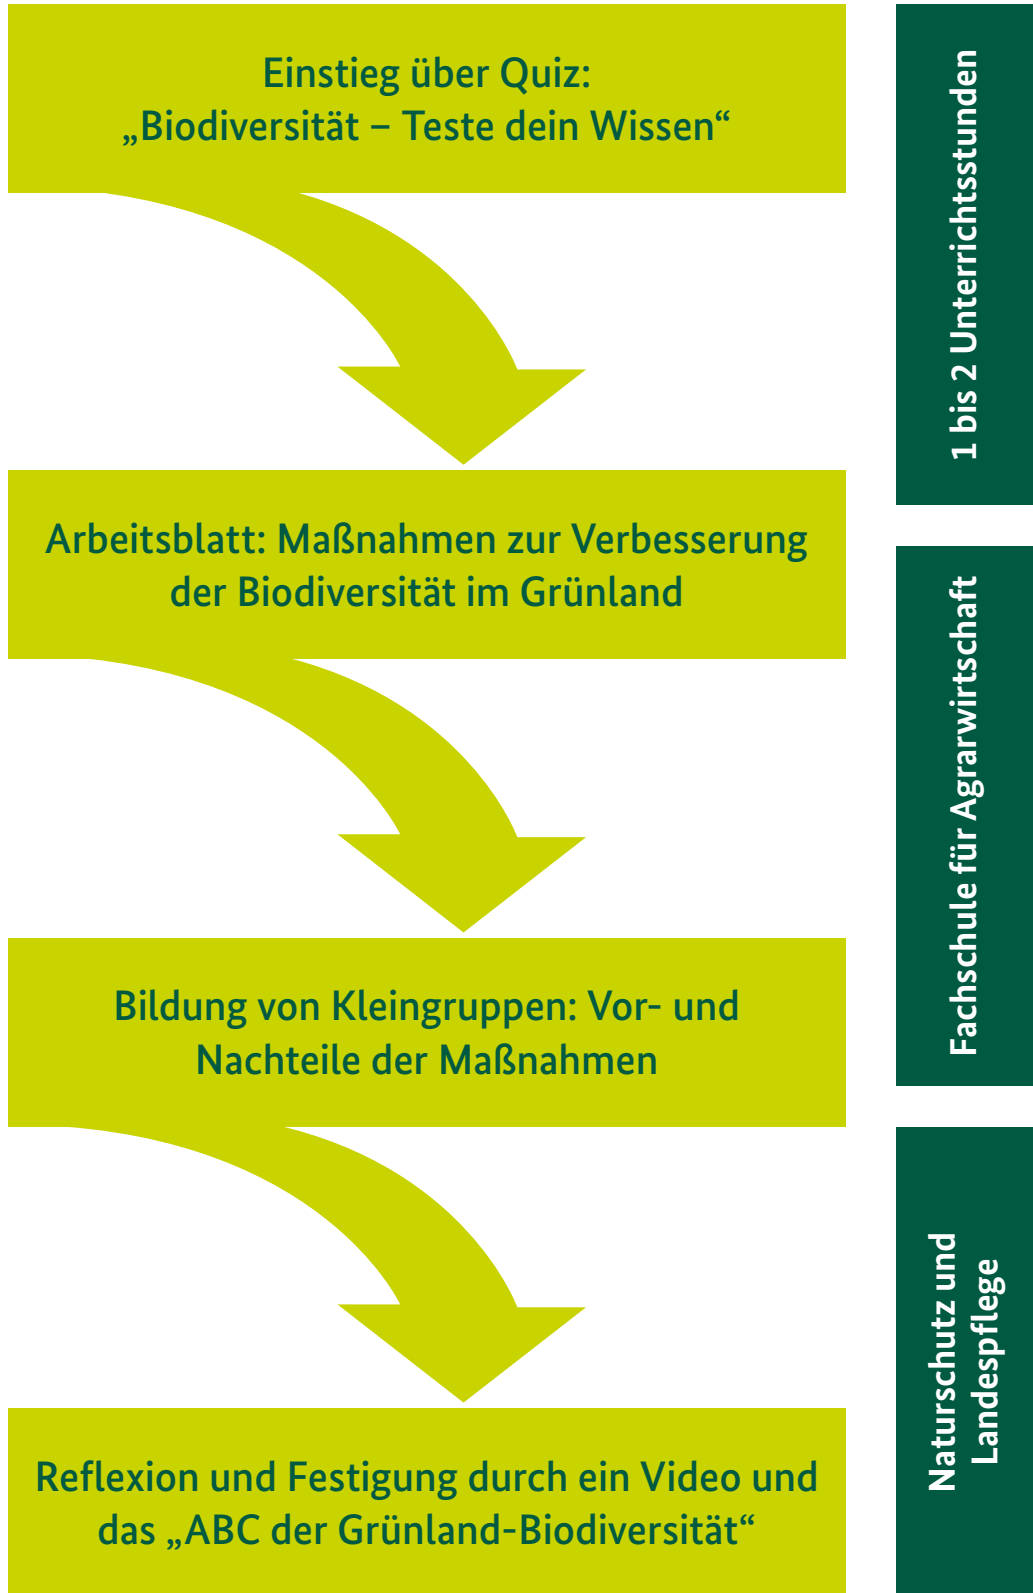 Einstieg über Quiz:
„Biodiversität – Teste dein Wissen“
Arbeitsblatt: Maßnahmen zur Verbesserung
der Biodiversität im Grünland
Bildung von Kleingruppen: Vor- und
Nachteile der Maßnahmen
Reflexion und Festigung durch ein Video und
das „ABC der Grünland-Biodiversität“
1 bis 2 Unterrichtsstunden
Fachschule für Agrarwirtschaft
Naturschutz und
Landespflege